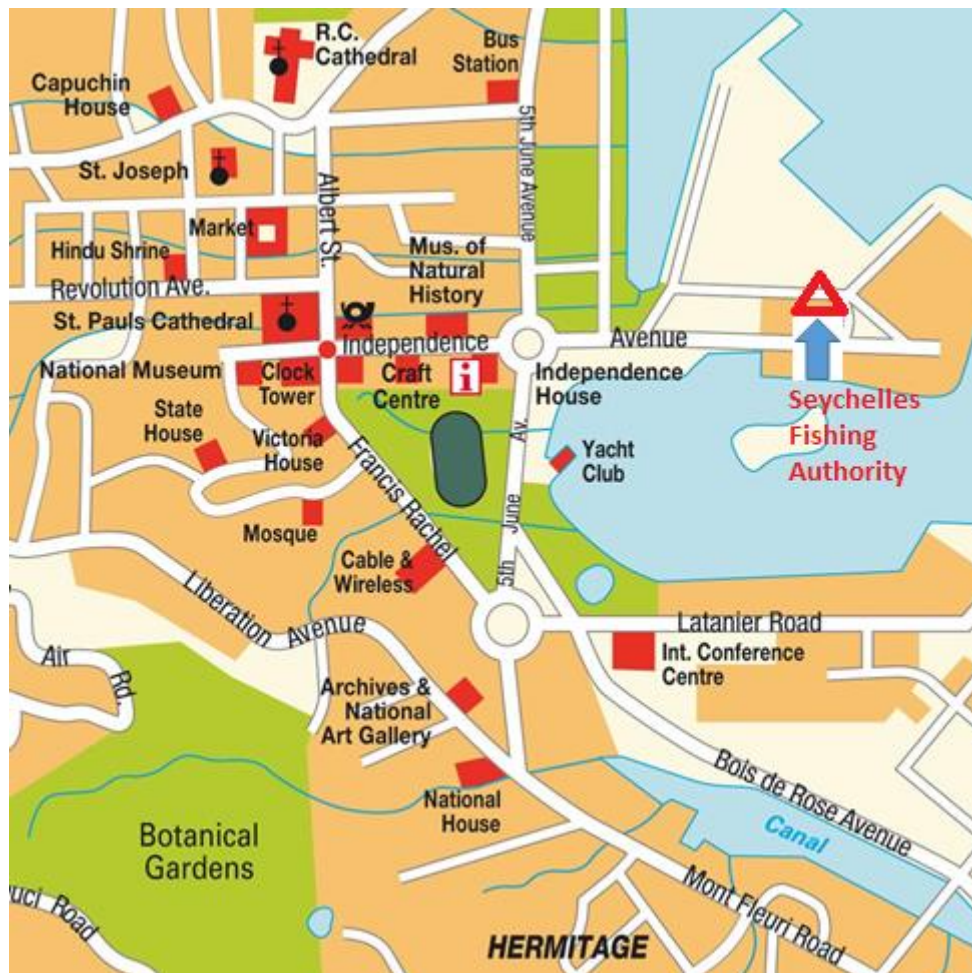 R.C.
Cathedral
Bus
Station
Capuchin
House
5th June Avenue
St. Joseph
Albert St.
Market
Mus. of
Natural
History
Hindu Shrine
Revolution Ave.
St. Pauls Cathedral
Independence
Avenue
National Museum
Clock
Tower
Craft
Centre
i
Independence
House
Seychelles
Fishing
Authority
State
House
Victoria
House
Yacht
Club
Francis Rachel
5th June Av.
Mosque
Cable &
Wireless
Liberation Avenue
Latanier Road
Int. Conference
Centre
Air Rd.
Archives &
National
Art Gallery
Bois de Rose Avenue
National
House
Canal
Botanical
Gardens
Mont Fleuri Road
uci Road
HERMITAGE